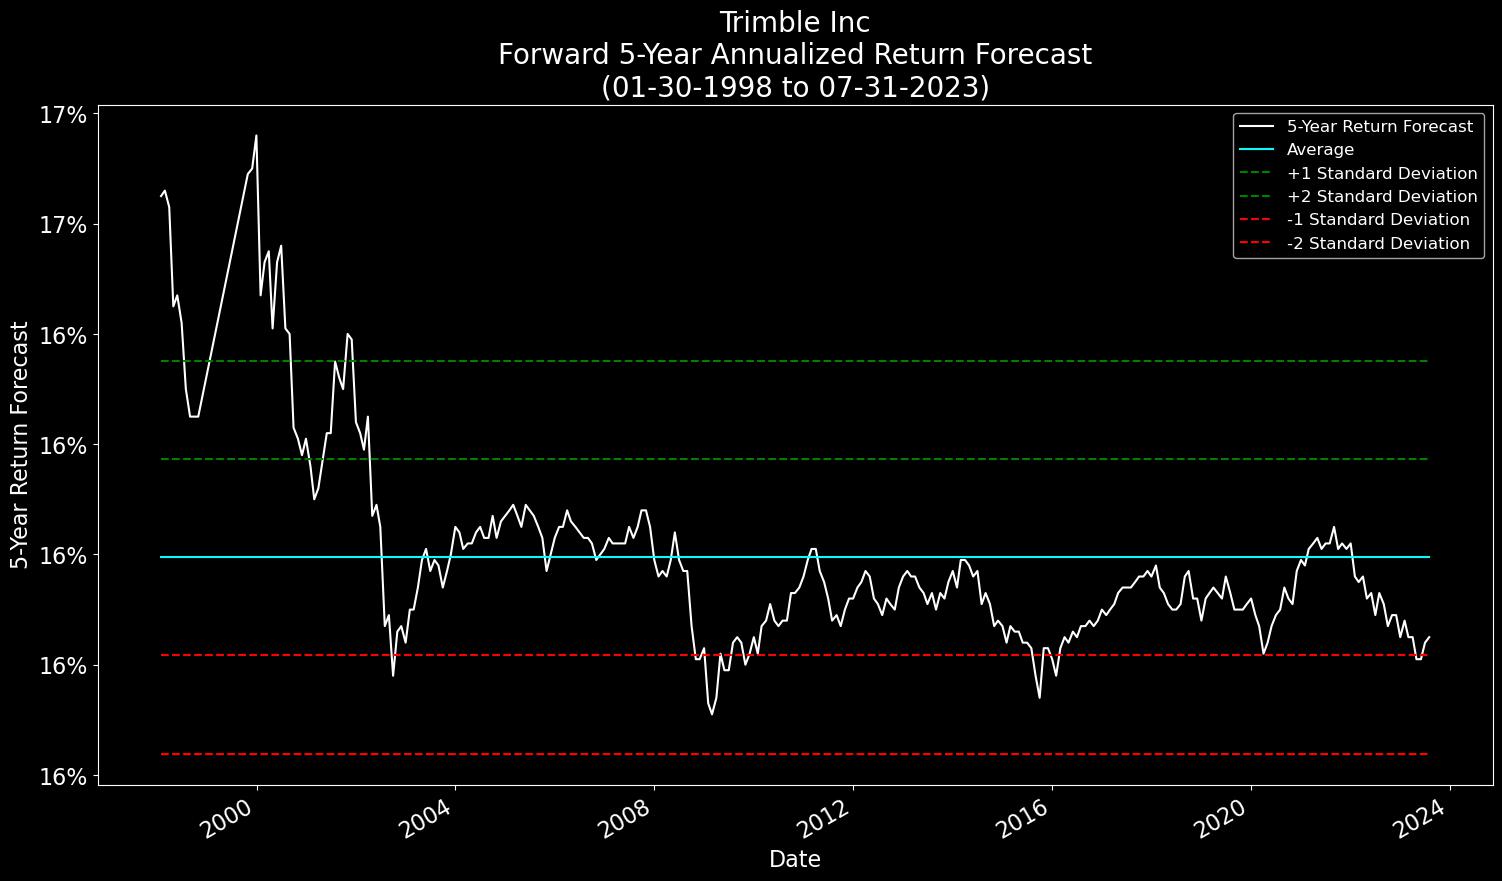 Trimble Inc
Forward 5-Year Annualized Return Forecast
(01-30-1998 to 07-31-2023)
17%
17%
16%
16%
16%
16%
16%
5-Year Return Forecast
5-Year Return Forecast
Average
+1 Standard Deviation
+2 Standard Deviation
-1 Standard Deviation
-2 Standard Deviation
2000
2004
2008
2012
2016
2020
2024
Date